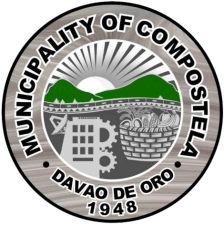 MUNICIPALITY OF COMPOSTELA
DAVAO DE ORO
1948